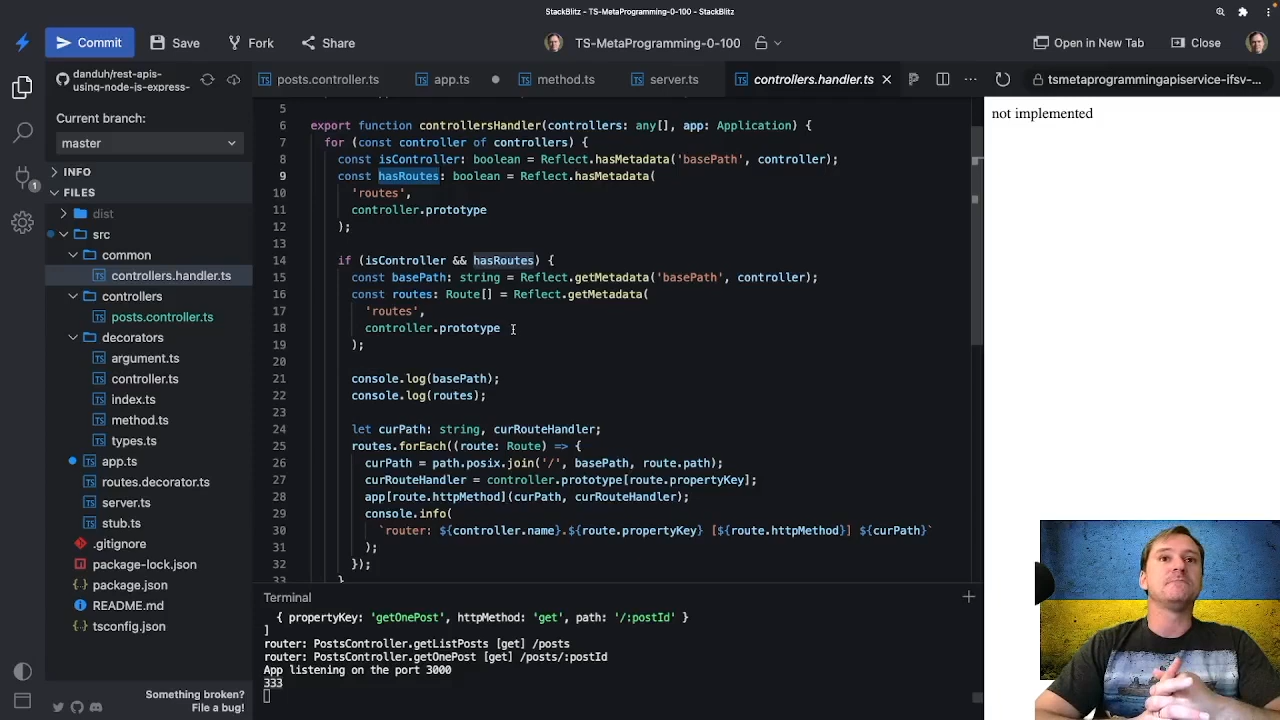 StackBlitz - TS-MetaProgramming-0-100 - StackBlitz
Commit Save Fork Share TS-MetaProgramming-0-100 Open in New Tab Close
danduh/rest-apis-
using-node-js-express-
Current branch:
master
INFO
FILES
dist
src
common
controllers.handler.ts
controllers
posts.controller.ts
decorators
argument.ts
controller.ts
index.ts
method.ts
types.ts
app.ts
routes.decorator.ts
server.ts
stub.ts
.gitignore
package-lock.json
package.json
README.md
tsconfig.json
Something broken?
File a bug!
1
posts.controller.ts app.ts method.ts server.ts controllers.handler.ts
5
6 export function controllersHandler(controllers: any[], app: Application) {
7 for (const controller of controllers) {
8 const isController: boolean = Reflect.hasMetadata('basePath', controller);
9 const hasRoutes: boolean = Reflect.hasMetadata(
10 'routes',
11 controller.prototype
12 );
13
14 if (isController && hasRoutes) {
15 const basePath: string = Reflect.getMetadata('basePath', controller);
16 const routes: Route[] = Reflect.getMetadata(
17 'routes',
18 controller.prototype
19 );
20
21 console.log(basePath);
22 console.log(routes);
23
24 let curPath: string, curRouteHandler;
25 routes.forEach((route: Route) => {
26 curPath = path.posix.join('/', basePath, route.path);
27 curRouteHandler = controller.prototype[route.propertyKey];
28 app[route.httpMethod](curPath, curRouteHandler);
29 console.info(
30 `router: ${controller.name}.${route.propertyKey} [${route.httpMethod}] ${curPath}`
31 );
32 });
33 }
Terminal
{ propertyKey: 'getOnePost', httpMethod: 'get', path: '/:postId' }
]
router: PostsController.getListPosts [get] /posts
router: PostsController.getOnePost [get] /posts/:postId
App listening on the port 3000
333
tsmetaprogrammingapiservice-ifsv-...
not implemented